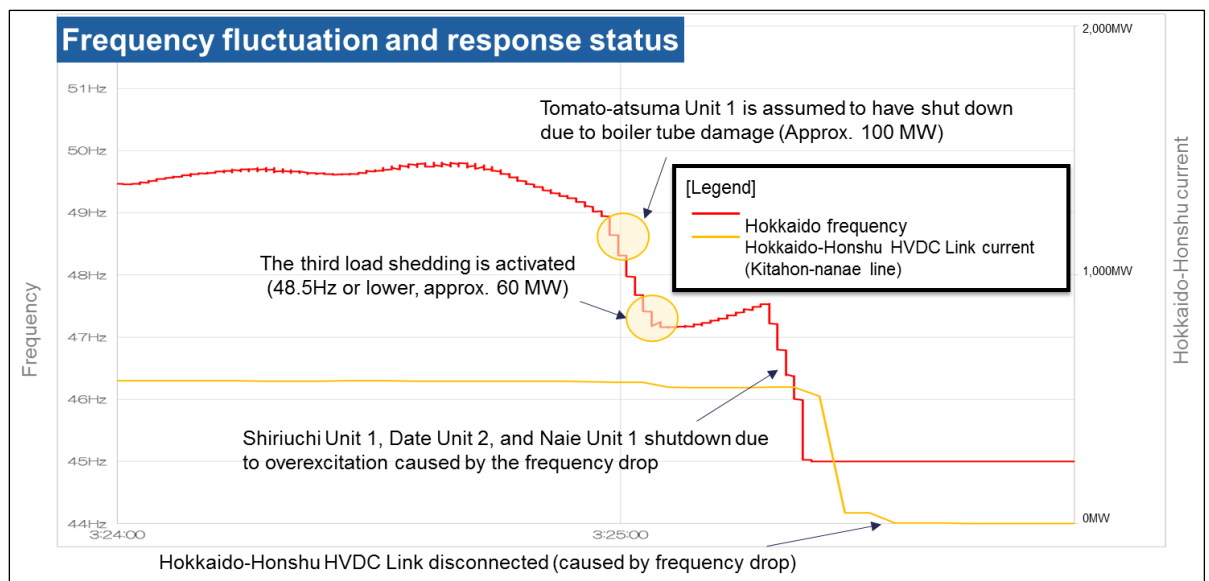 Frequency fluctuation and response status
2,000MW
51Hz
Tomato-atsuma Unit 1 is assumed to have shut down
due to boiler tube damage (Approx. 100 MW)
50Hz
[Legend]
Hokkaido frequency
Hokkaido-Honshu HVDC Link current
(Kitahon-nanae line)
49Hz
The third load shedding is activated
(48.5Hz or lower, approx. 60 MW)
48Hz
1,000MW
Frequency
Hokkaido-Honshu current
47Hz
46Hz
Shiriuchi Unit 1, Date Unit 2, and Naie Unit 1 shutdown due
to overexcitation caused by the frequency drop
45Hz
44Hz
0MW
3:24:00
3:25:00
Hokkaido-Honshu HVDC Link disconnected (caused by frequency drop)